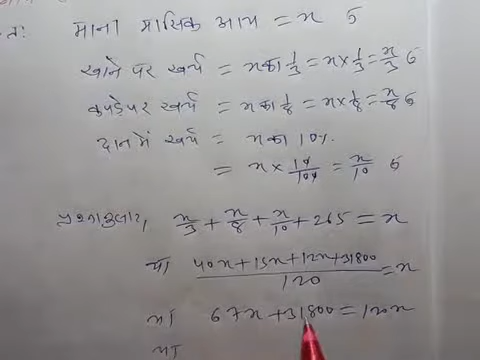 तः माना मासिक आय = x ₹
खाने पर खर्च = x का 1/3 = x × 1/3 = x/3 ₹
कपड़े पर खर्च = x का 1/8 = x × 1/8 = x/8 ₹
दान में खर्च = x का 10%
= x × 10/100 = x/10 ₹
प्रश्नानुसार, x/3 + x/8 + x/10 + 265 = x
या (40x + 15x + 12x + 31800)/120 = x
या 67x + 31800 = 120x
या